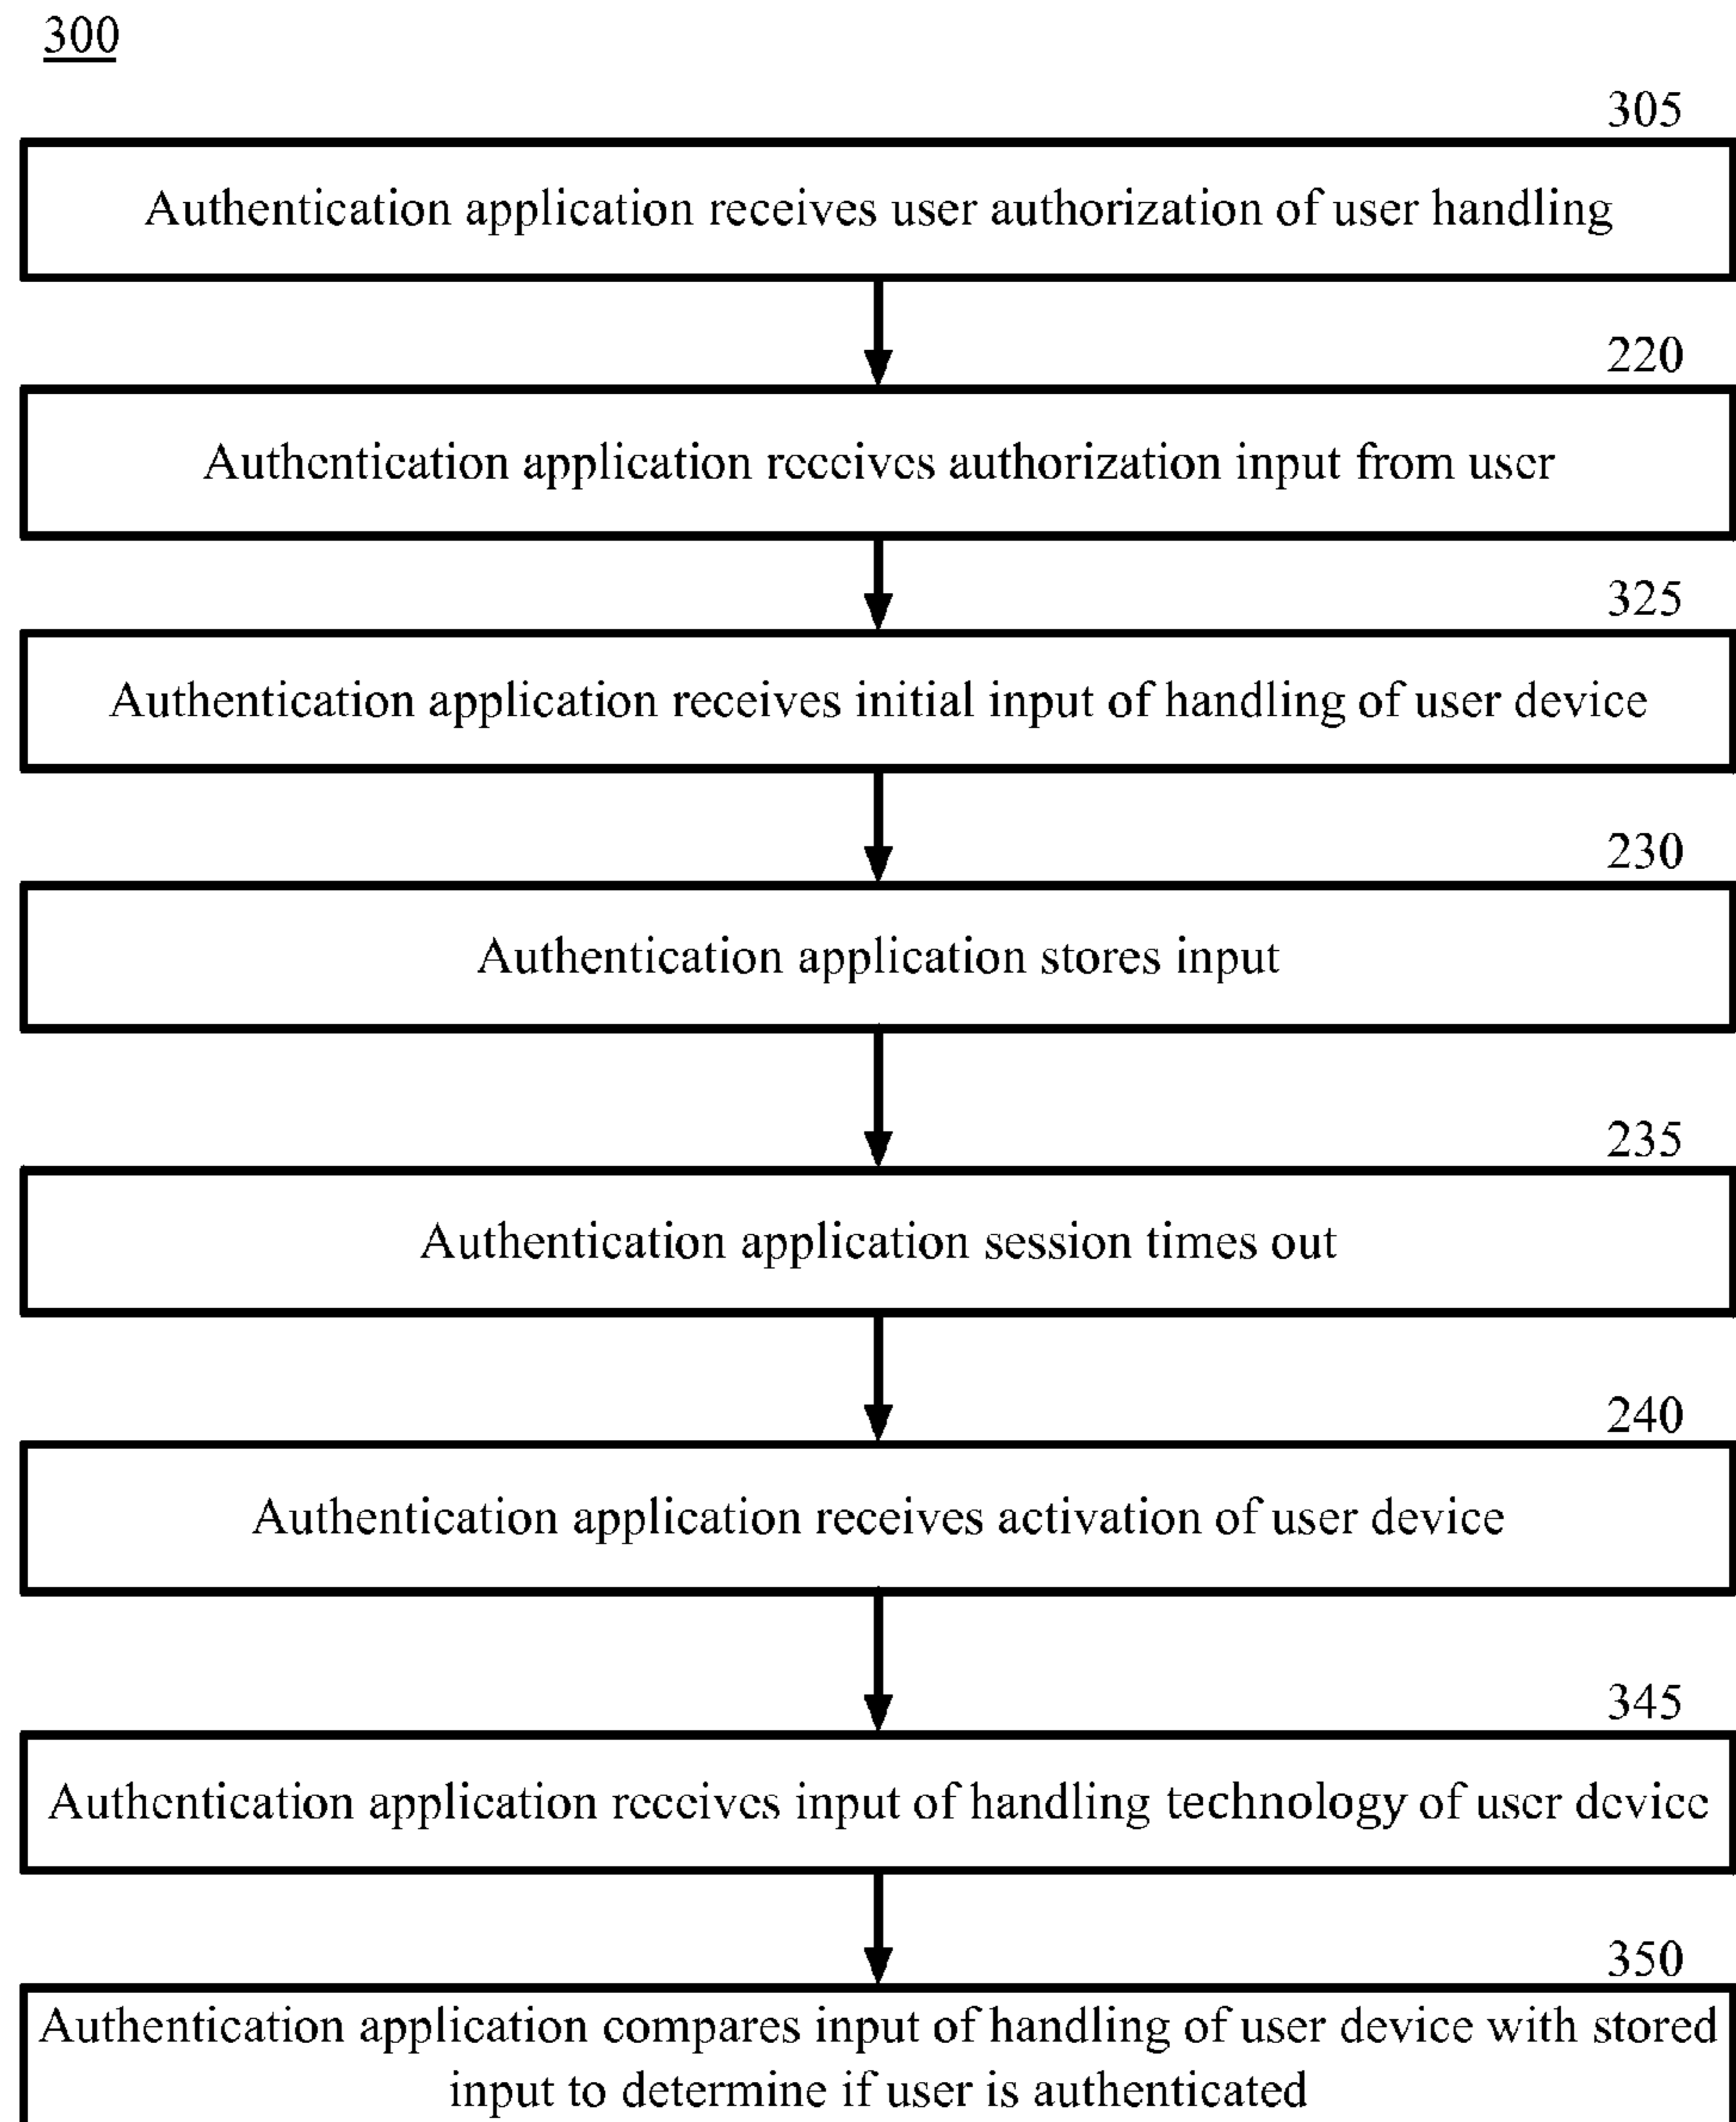 300
305
Authentication application receives user authorization of user handling
220
Authentication application receives authorization input from user
325
Authentication application receives initial input of handling of user device
230
Authentication application stores input
235
Authentication application session times out
240
Authentication application receives activation of user device
345
Authentication application receives input of handling technology of user device
350
Authentication application compares input of handling of user device with stored
input to determine if user is authenticated